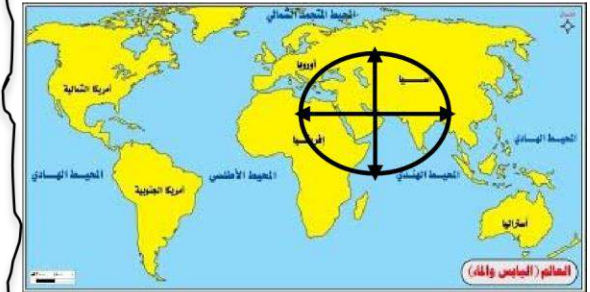 المحيط المتجمد الشمالي
أوروبا
آسيا
أمريكا الشمالية
إفريقيا
المحيط الهادي
المحيط الهادي
المحيط الأطلسي
المحيط الهندي
أمريكا الجنوبية
أستراليا
العالم (اليابس والماء)